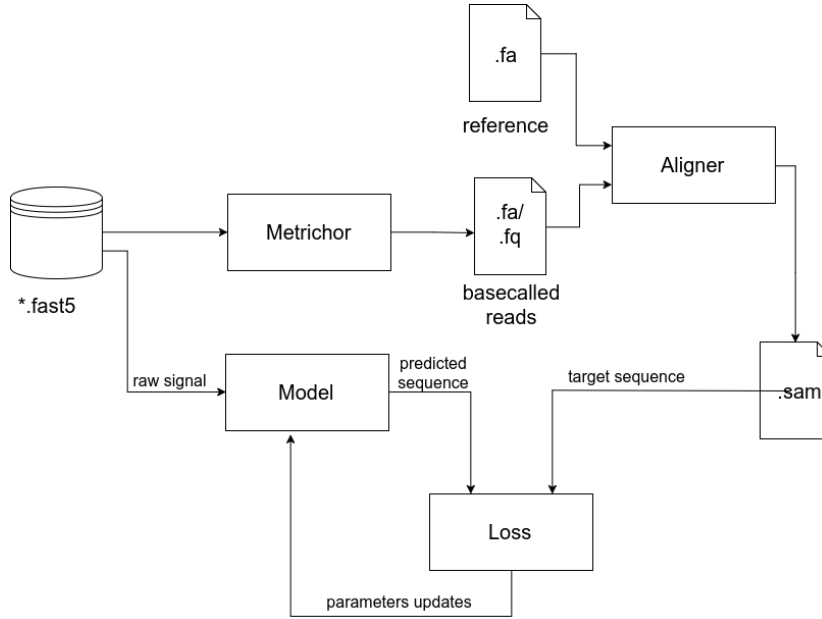 .fa
reference
Aligner
Metrichor
.fa/
.fq
basecalled
reads
*.fast5
raw signal
Model
predicted
sequence
target sequence
.sam
Loss
parameters updates